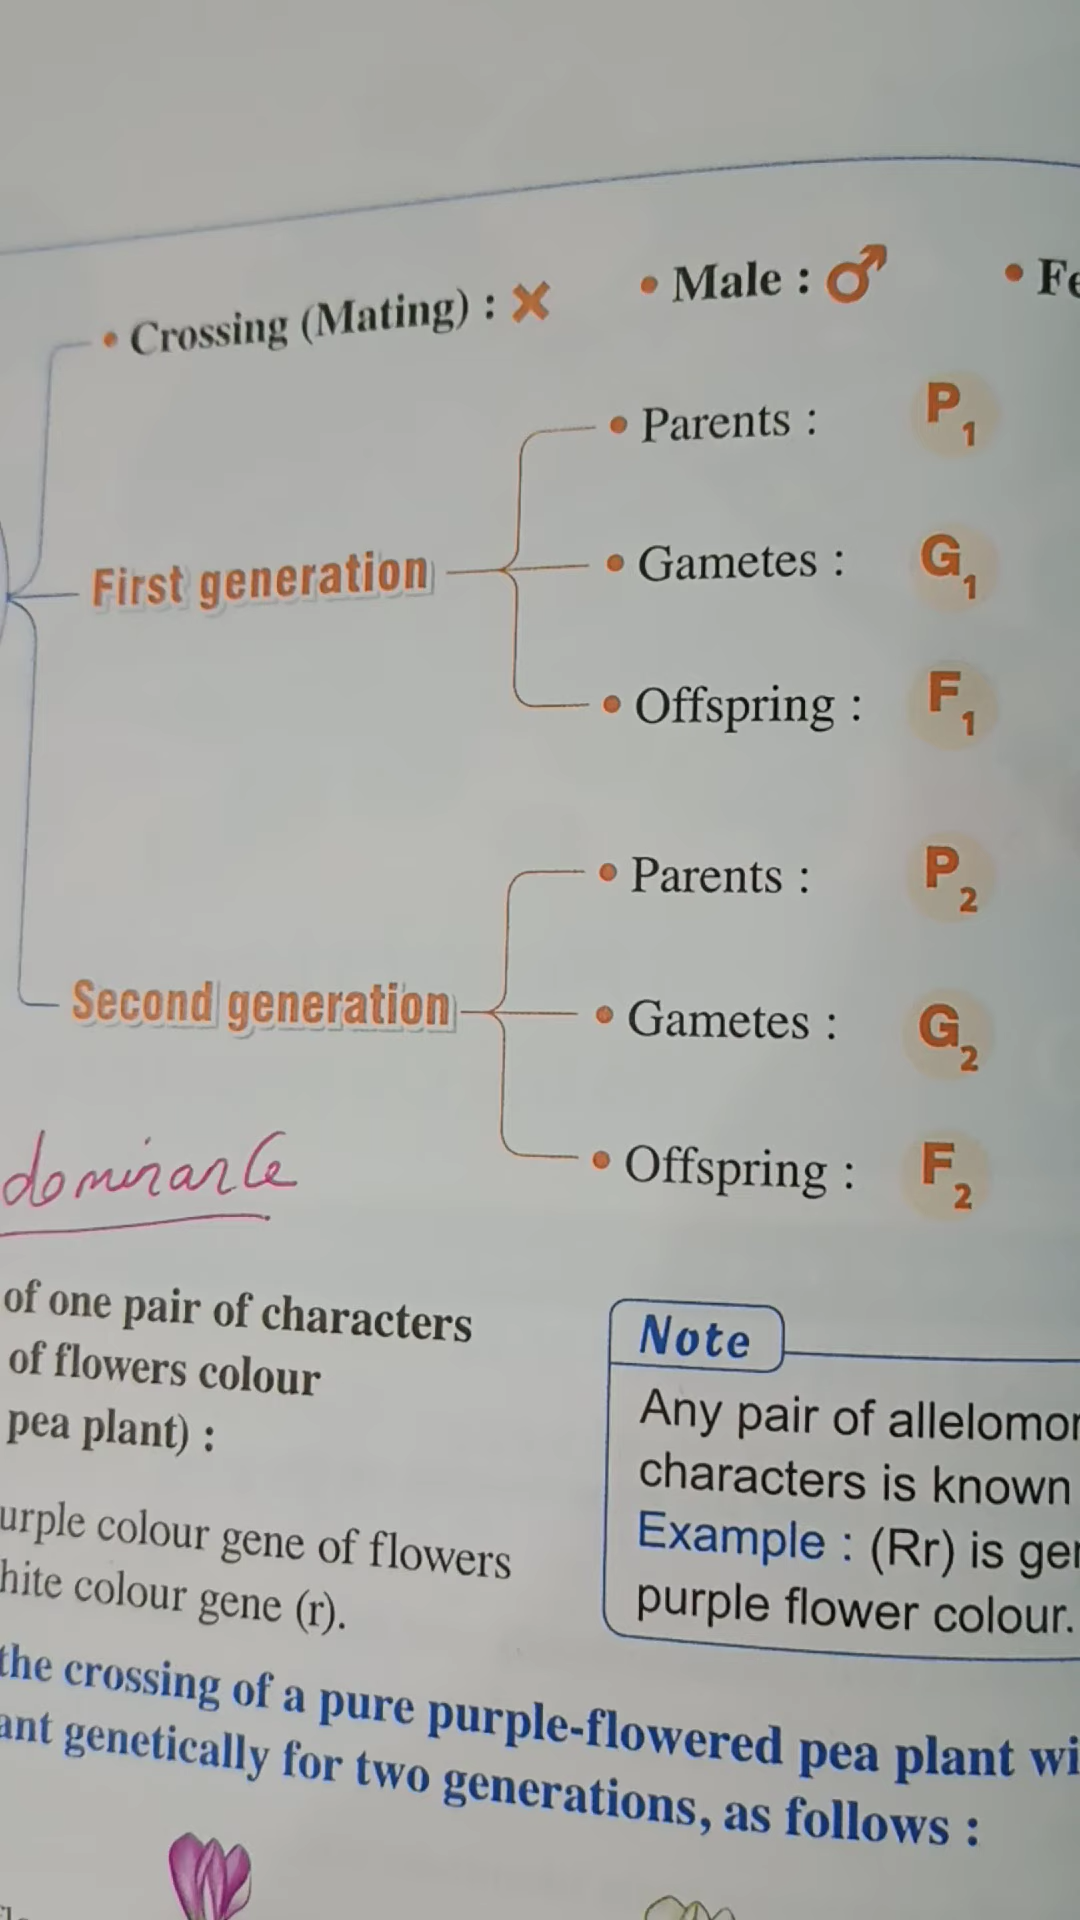 • Crossing (Mating) : ✕ • Male : ♂ •
First generation
• Parents : P1
• Gametes : G1
• Offspring : F1
Second generation
• Parents : P2
• Gametes : G2
• Offspring : F2
dominance
of one pair of characters
of flowers colour
pea plant) :
urple colour gene of flowers
hite colour gene (r).
Note
Any pair of allelomor
characters is known
Example : (Rr) is ge
purple flower colour.
the crossing of a pure purple-flowered pea plant wi
ant genetically for two generations, as follows :